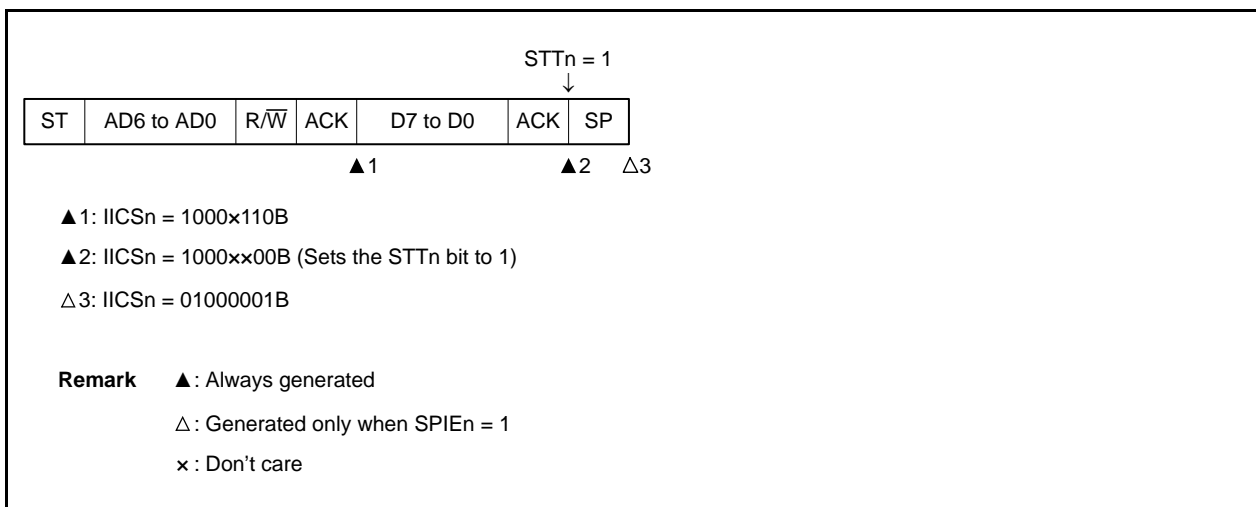 STTn = 1
↓
ST AD6 to AD0 R/W̅ ACK D7 to D0 ACK SP
▲1 ▲2 △3
▲1: IICSn = 1000×110B
▲2: IICSn = 1000××00B (Sets the STTn bit to 1)
△3: IICSn = 01000001B
Remark ▲: Always generated
△: Generated only when SPIEn = 1
×: Don't care